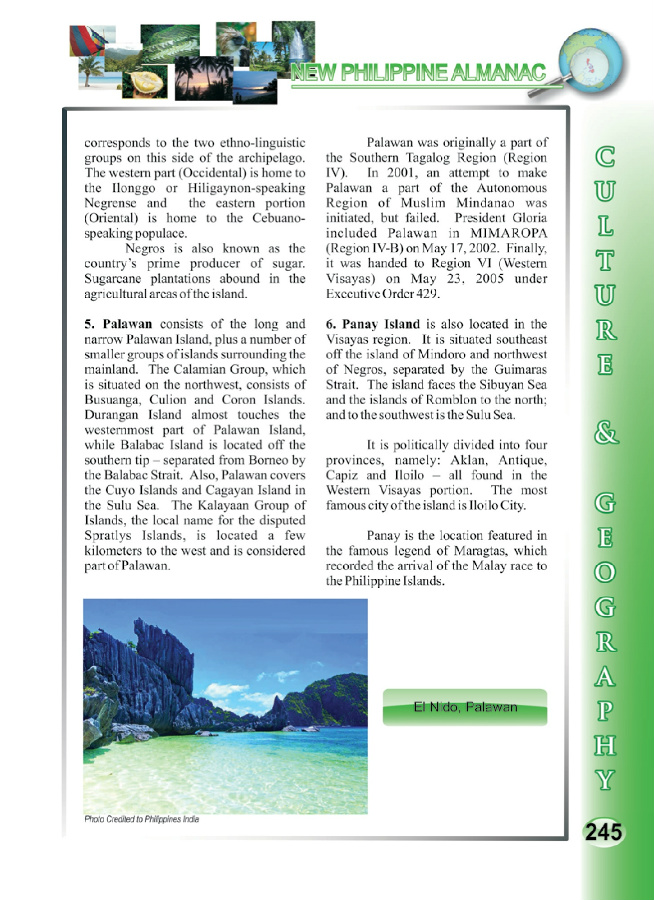 NEW PHILIPPINE ALMANAC
corresponds to the two ethno-linguistic
groups on this side of the archipelago.
The western part (Occidental) is home to
the Ilonggo or Hiligaynon-speaking
Negrense and the eastern portion
(Oriental) is home to the Cebuano-
speaking populace.
Negros is also known as the
country's prime producer of sugar.
Sugarcane plantations abound in the
agricultural areas of the island.
5. Palawan consists of the long and
narrow Palawan Island, plus a number of
smaller groups of islands surrounding the
mainland. The Calamian Group, which
is situated on the northwest, consists of
Busuanga, Culion and Coron Islands.
Durangan Island almost touches the
westernmost part of Palawan Island,
while Balabac Island is located off the
southern tip – separated from Borneo by
the Balabac Strait. Also, Palawan covers
the Cuyo Islands and Cagayan Island in
the Sulu Sea. The Kalayaan Group of
Islands, the local name for the disputed
Spratlys Islands, is located a few
kilometers to the west and is considered
part of Palawan.
Palawan was originally a part of
the Southern Tagalog Region (Region
IV). In 2001, an attempt to make
Palawan a part of the Autonomous
Region of Muslim Mindanao was
initiated, but failed. President Gloria
included Palawan in MIMAROPA
(Region IV-B) on May 17, 2002. Finally,
it was handed to Region VI (Western
Visayas) on May 23, 2005 under
Executive Order 429.
6. Panay Island is also located in the
Visayas region. It is situated southeast
off the island of Mindoro and northwest
of Negros, separated by the Guimaras
Strait. The island faces the Sibuyan Sea
and the islands of Romblon to the north;
and to the southwest is the Sulu Sea.
It is politically divided into four
provinces, namely: Aklan, Antique,
Capiz and Iloilo – all found in the
Western Visayas portion. The most
famous city of the island is Iloilo City.
Panay is the location featured in
the famous legend of Maragtas, which
recorded the arrival of the Malay race to
the Philippine Islands.
El Nido, Palawan
Photo Credited to Philippines India
CULTURE & GEOGRAPHY
245